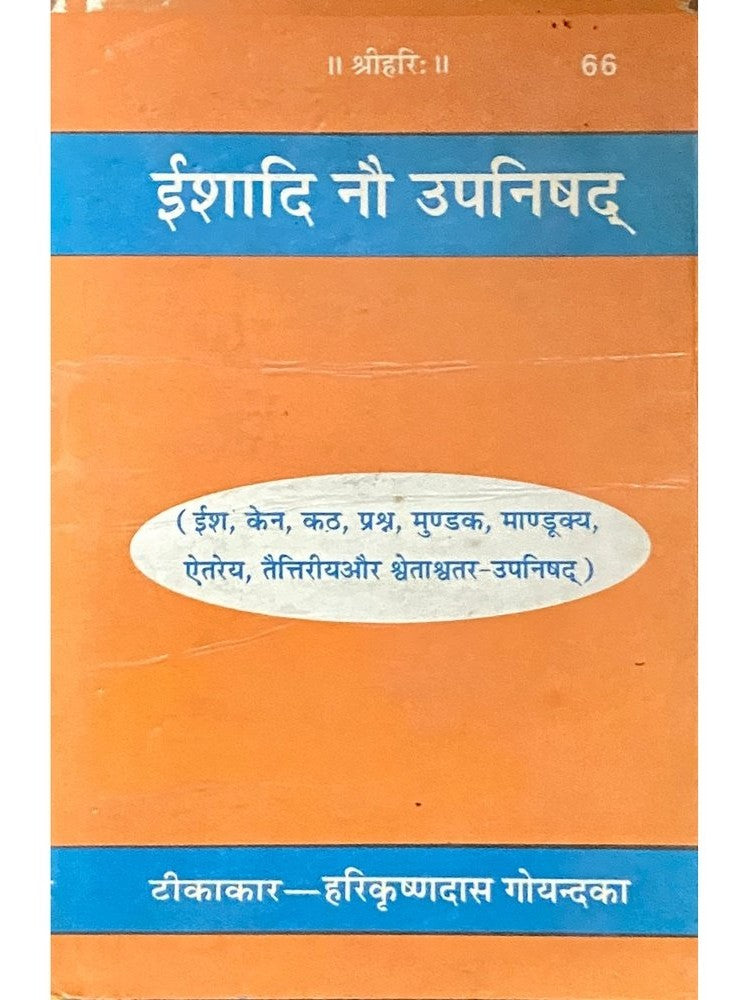 ॥ श्रीहरिः ॥ 66
ईशादि नौ उपनिषद्
( ईश, केन, कठ, प्रश्न, मुण्डक, माण्डूक्य,
ऐतरेय, तैत्तिरीयऔर श्वेताश्वतर-उपनिषद् )
टीकाकार—हरिकृष्णदास गोयन्दका